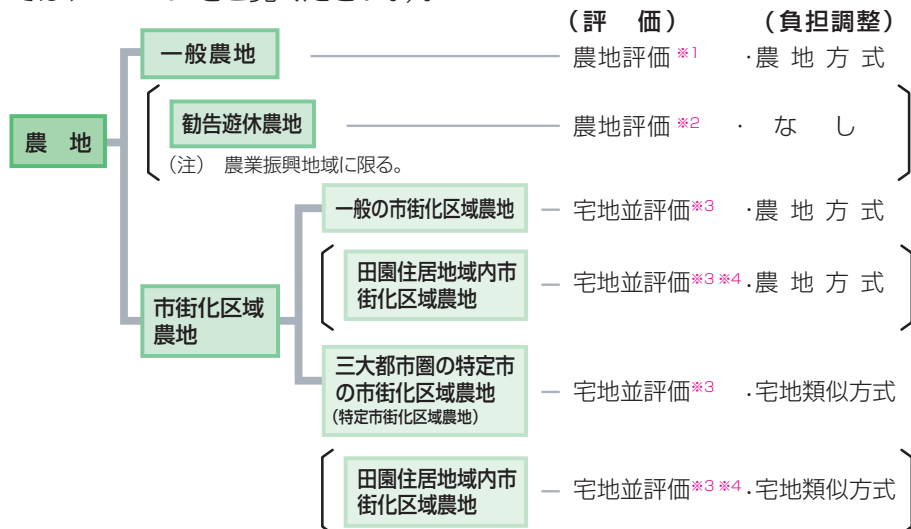 （評　価）　（負担調整）
農　地
一般農地 農地評価※1 ・農 地 方 式
勧告遊休農地 農地評価※2 ・ な し
（注）　農業振興地域に限る。
市街化区域
農地
一般の市街化区域農地 宅地並評価※3 ・農 地 方 式
田園住居地域内市
街化区域農地 宅地並評価※3 ※4・農 地 方 式
三大都市圏の特定市
の市街化区域農地 宅地並評価※3 ・宅地類似方式
（特定市街化区域農地）
田園住居地域内市
街化区域農地 宅地並評価※3 ※4・宅地類似方式